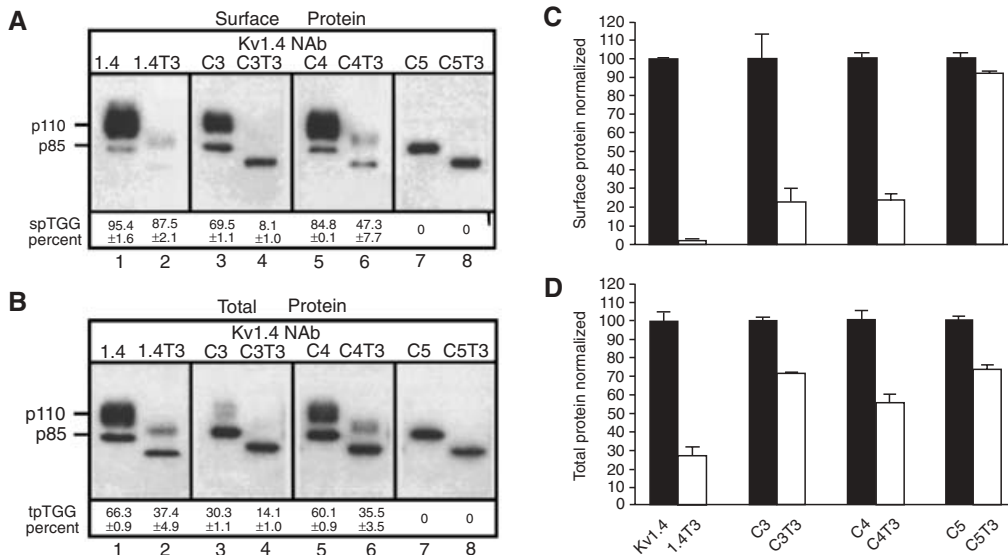 A
Surface Protein
Kv1.4 NAb
1.4 1.4T3 C3 C3T3 C4 C4T3 C5 C5T3
p110
p85
spTGG 95.4 87.5 69.5 8.1 84.8 47.3 0 0
percent ±1.6 ±2.1 ±1.1 ±1.0 ±0.1 ±7.7
1 2 3 4 5 6 7 8
B
Total Protein
Kv1.4 NAb
1.4 1.4T3 C3 C3T3 C4 C4T3 C5 C5T3
p110
p85
tpTGG 66.3 37.4 30.3 14.1 60.1 35.5 0 0
percent ±0.9 ±4.9 ±1.1 ±1.0 ±0.9 ±3.5
1 2 3 4 5 6 7 8
C
Surface protein normalized
120
110
100
90
80
70
60
50
40
30
20
10
0
D
Total protein normalized
120
110
100
90
80
70
60
50
40
30
20
10
0
Kv1.4 1.4T3 C3 C3T3 C4 C4T3 C5 C5T3